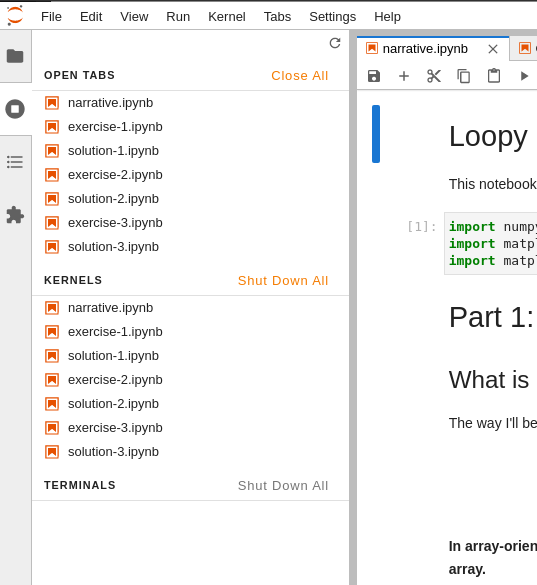 File Edit View Run Kernel Tabs Settings Help
OPEN TABS Close All
narrative.ipynb
exercise-1.ipynb
solution-1.ipynb
exercise-2.ipynb
solution-2.ipynb
exercise-3.ipynb
solution-3.ipynb
KERNELS Shut Down All
narrative.ipynb
exercise-1.ipynb
solution-1.ipynb
exercise-2.ipynb
solution-2.ipynb
exercise-3.ipynb
solution-3.ipynb
TERMINALS Shut Down All
narrative.ipynb
Loopy
This notebook
[1]: import numpy
import matpl
import matpl
Part 1:
What is
The way I'll be
In array-orien
array.